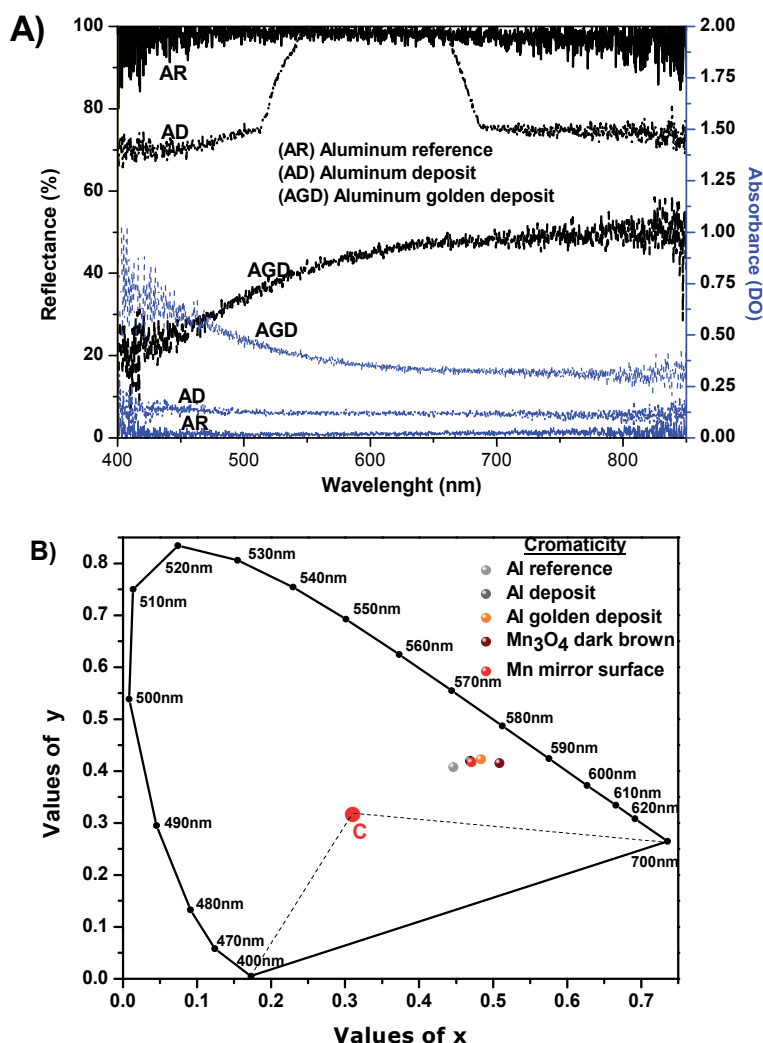 A)
100
80
60
40
20
0
Reflectance (%)
2.00
1.75
1.50
1.25
1.00
0.75
0.50
0.25
0.00
Absorbance (DO)
AR
AD
(AR) Aluminum reference
(AD) Aluminum deposit
(AGD) Aluminum golden deposit
AGD
AGD
AD
AR
400 500 600 700 800
Wavelenght (nm)
B)
Cromaticity
Al reference
Al deposit
Al golden deposit
Mn3O4 dark brown
Mn mirror surface
0.8
0.7
0.6
0.5
0.4
0.3
0.2
0.1
0.0
Values of y
520nm
530nm
510nm
540nm
550nm
560nm
570nm
500nm
580nm
590nm
600nm
610nm
620nm
490nm
C
700nm
480nm
470nm
400nm
0.0 0.1 0.2 0.3 0.4 0.5 0.6 0.7
Values of x